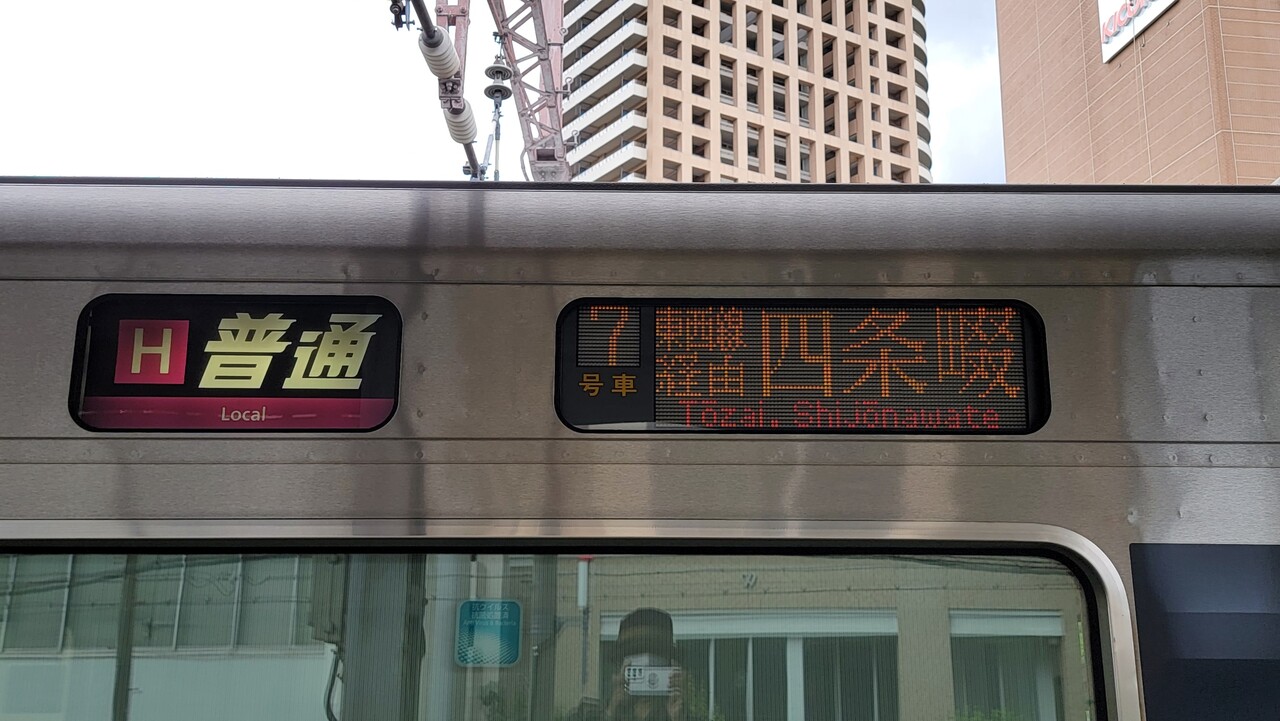 H 普通
Local
7
号車
東西線
経由
四条畷
Tōzai. Shijōnawate